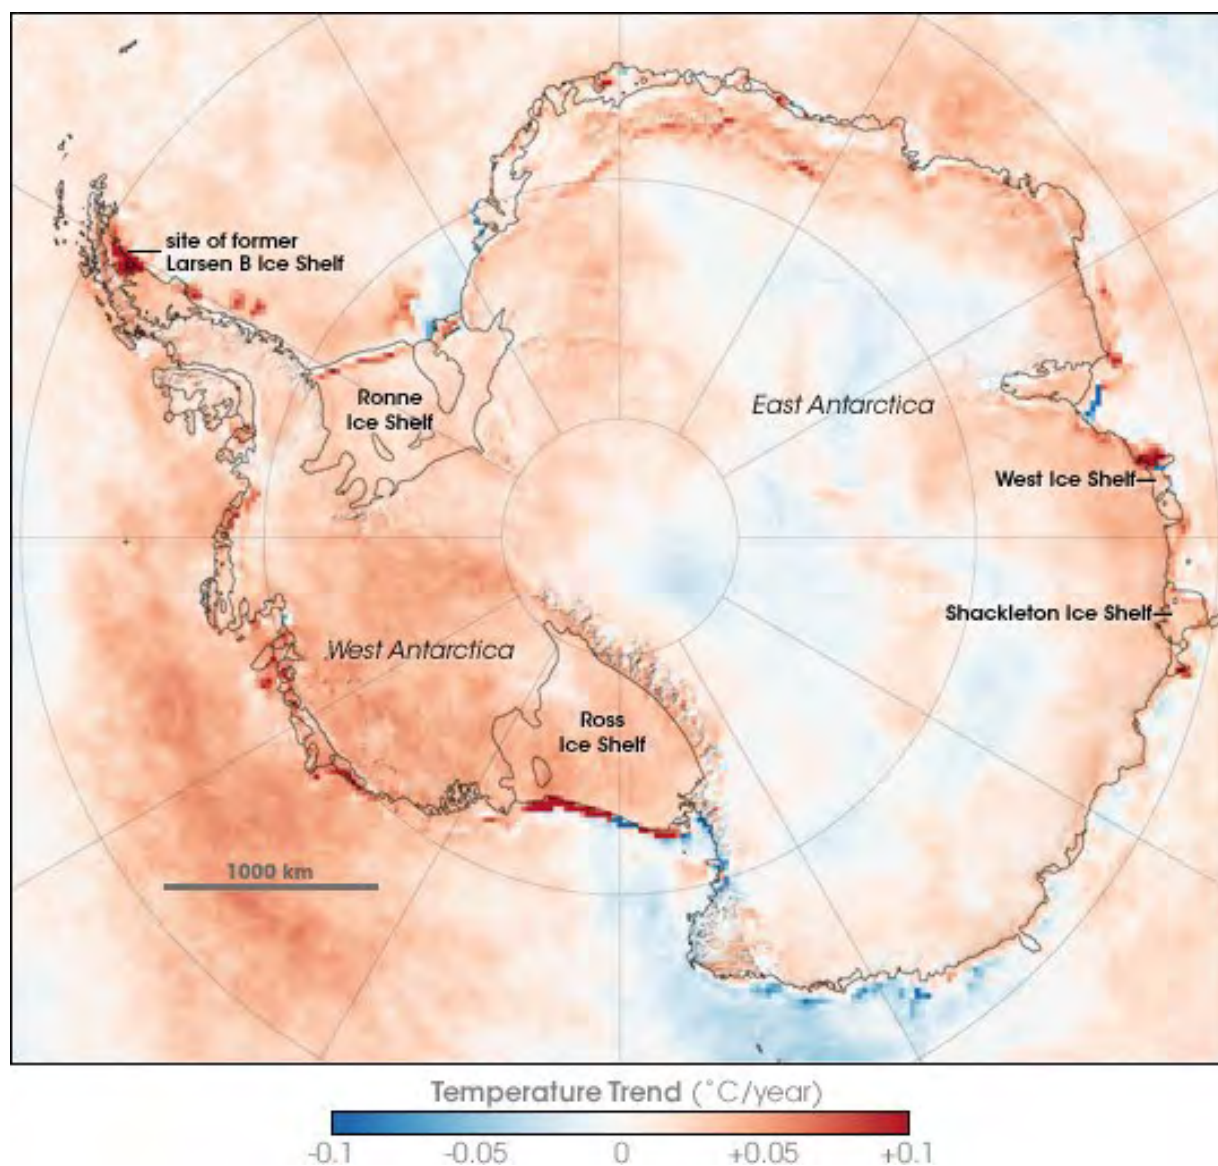 site of former
Larsen B Ice Shelf
Ronne
Ice Shelf
East Antarctica
West Ice Shelf
Shackleton Ice Shelf
West Antarctica
Ross
Ice Shelf
1000 km
Temperature Trend (°C/year)
-0.1 -0.05 0 +0.05 +0.1